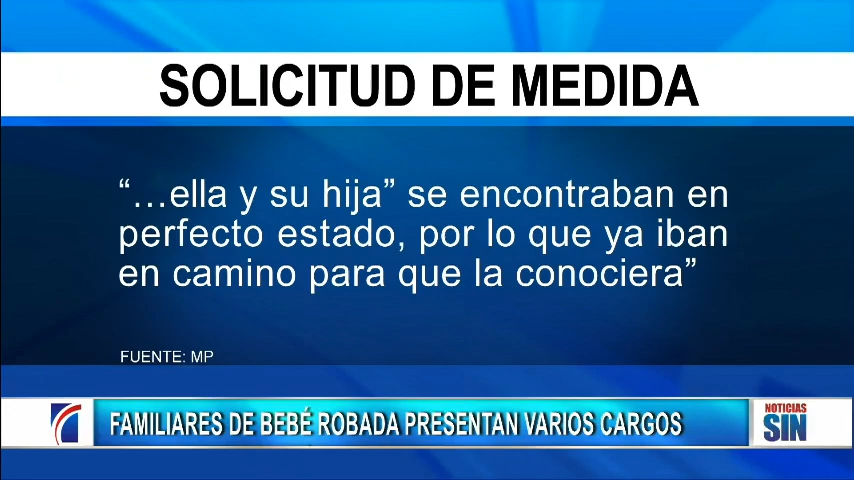 SOLICITUD DE MEDIDA
“…ella y su hija” se encontraban en
perfecto estado, por lo que ya iban
en camino para que la conociera”
FUENTE: MP
FAMILIARES DE BEBÉ ROBADA PRESENTAN VARIOS CARGOS
NOTICIAS
SIN